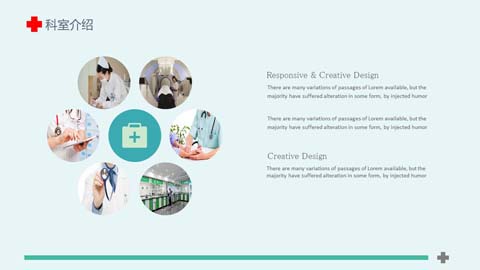 科室介绍
Responsive & Creative Design
There are many variations of passages of Lorem available, but the
majority have suffered alteration in some form, by injected humor
There are many variations of passages of Lorem available, but the
majority have suffered alteration in some form, by injected humor
Creative Design
There are many variations of passages of Lorem available, but the
majority have suffered alteration in some form, by injected humor